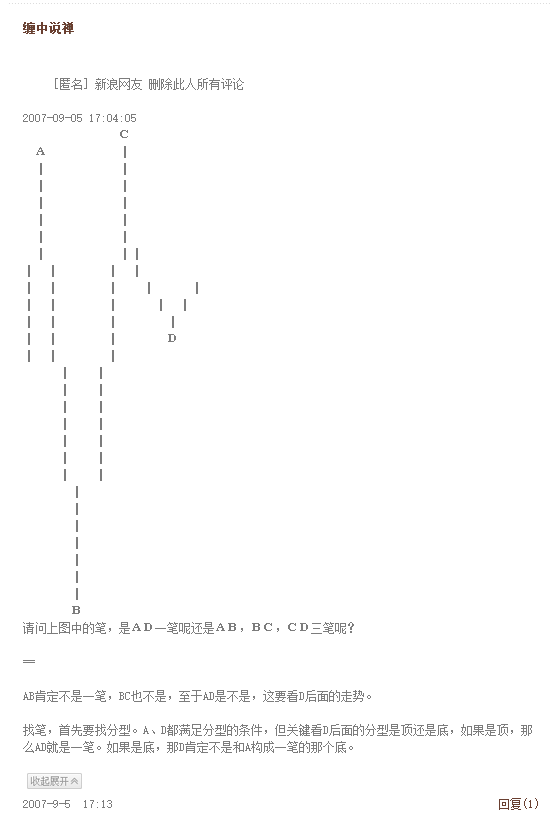 缠中说禅
[匿名] 新浪网友 删除此人所有评论
2007-09-05 17:04:05
C
A
D
B
请问上图中的笔，是ＡＤ一笔呢还是ＡＢ，ＢＣ，ＣＤ三笔呢?
==
AB肯定不是一笔，BC也不是，至于AD是不是，这要看D后面的走势。
找笔，首先要找分型。A、D都满足分型的条件，但关键看D后面的分型是顶还是底，如果是顶，那
么AD就是一笔。如果是底，那D肯定不是和A构成一笔的那个底。
收起展开
2007-9-5 17:13 回复(1)